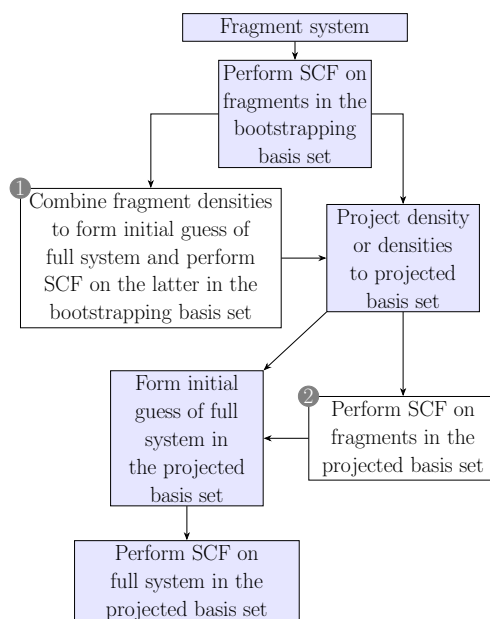 Fragment system
Perform SCF on
fragments in the
bootstrapping
basis set
1
Combine fragment densities
to form initial guess of
full system and perform
SCF on the latter in the
bootstrapping basis set
Project density
or densities
to projected
basis set
Form initial
guess of full
system in
the projected
basis set
2
Perform SCF on
fragments in the
projected basis set
Perform SCF on
full system in the
projected basis set